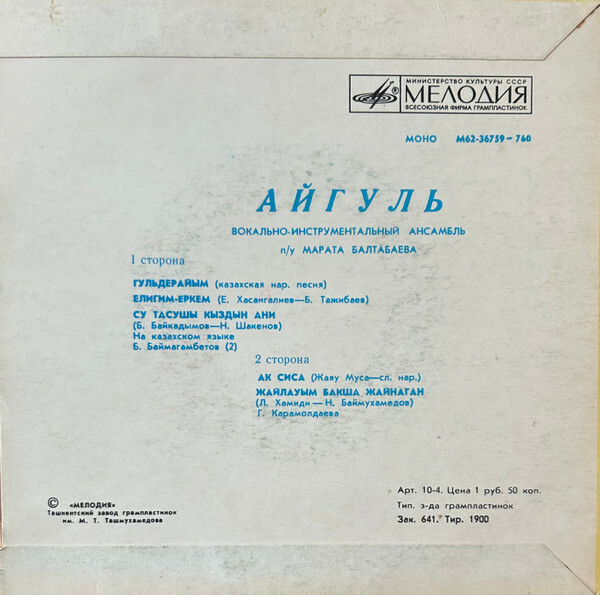 МИНИСТЕРСТВО КУЛЬТУРЫ СССР
МЕЛОДИЯ
ВСЕСОЮЗНАЯ ФИРМА ГРАМПЛАСТИНОК
МОНО М62-36759-760
АЙГУЛЬ
ВОКАЛЬНО-ИНСТРУМЕНТАЛЬНЫЙ АНСАМБЛЬ
п/у МАРАТА БАЛТАБАЕВА
1 сторона
ГУЛЬДЕРАЙЫМ (казахская нар. песня)
ЕЛИГИМ-ЕРКЕМ (Е. Хасангалиев—Б. Тажибаев)
СУ ТАСУШЫ КЫЗДЫН АНИ
(Б. Байкадымов—Н. Шакенов)
На казахском языке
Б. Баймагамбетов (2)
2 сторона
АК СИСА (Жаяу Муса—сл. нар.)
ЖАЙЛАУЫМ БАКША ЖАЙНАГАН
(Л. Хамиди—Н. Баймухамедов)
Г. Карамолдаева
Арт. 10-4. Цена 1 руб. 50 коп.
Тип. з-да грампластинок
Зак. 641. Тир. 1900
© «МЕЛОДИЯ»
Ташкентский завод грампластинок
им. М. Т. Ташмухамедова